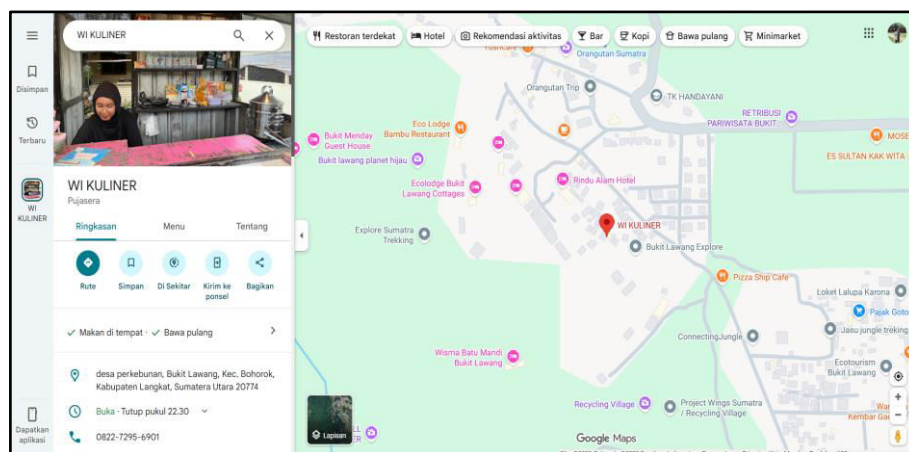 WI KULINER
Disimpan
Terbaru
WI
KULINER
Dapatkan
aplikasi
WI KULINER
Pujasera
Ringkasan
Menu
Tentang
Rute
Simpan
Di Sekitar
Kirim ke
ponsel
Bagikan
Makan di tempat · Bawa pulang
desa perkebunan, Bukit Lawang, Kec. Bohorok,
Kabupaten Langkat, Sumatera Utara 20774
Buka · Tutup pukul 22.30
0822-7295-6901
Restoran terdekat
Hotel
Rekomendasi aktivitas
Bar
Kopi
Bawa pulang
Minimarket
Orangutan Sumatra
Orangutan Trip
TK HANDAYANI
RETRIBUSI
PARIWISATA BUKIT...
Eco Lodge
Bambu Restaurant
MOSE
ES SULTAN KAK WITA
Bukit Menday
Guest House
Bukit lawang planet hijau
Ecolodge Bukit
Lawang Cottages
Rindu Alam Hotel
WI KULINER
Explore Sumatra
Trekking
Bukit Lawang Explore
Pizza Ship Cafe
Loket Lalupa Karona
Pajak Goto
ConnectingJungle
Jasu jungle treking
Wisma Batu Mandi
Bukit Lawang
Ecotourism
Bukit Lawang
Recycling Village
Project Wings Sumatra
/ Recycling Village
Kembar Gar
Lapisan
Google Maps